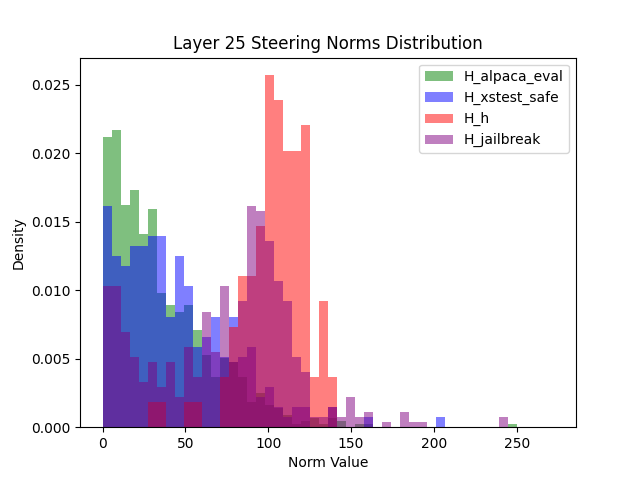 Layer 25 Steering Norms Distribution
H_alpaca_eval
H_xstest_safe
H_h
H_jailbreak
0.025
0.020
0.015
0.010
0.005
0.000
Density
0
50
100
150
200
250
Norm Value